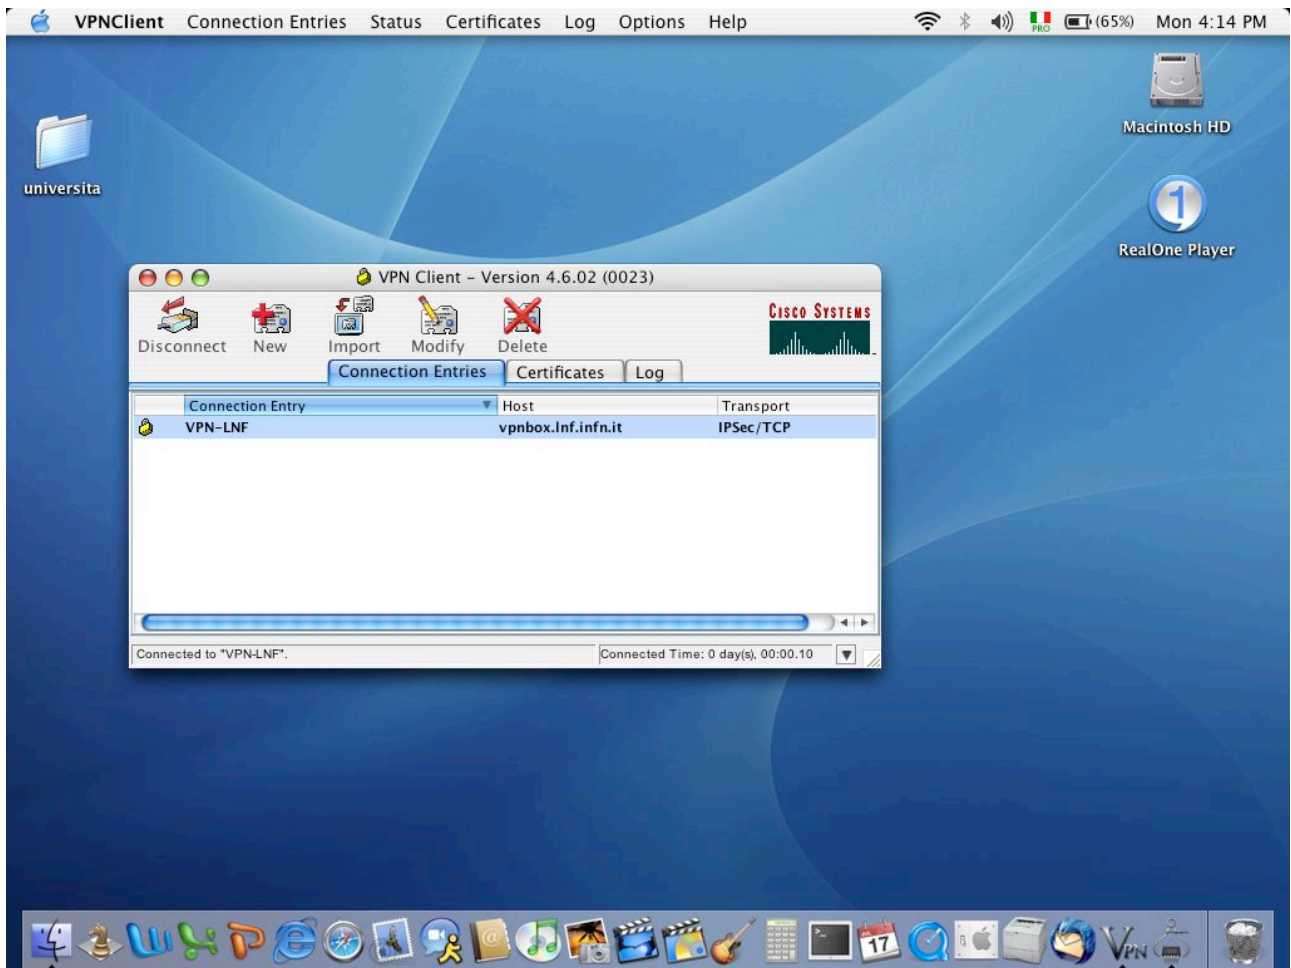 VPNClient Connection Entries Status Certificates Log Options Help PRO (65%) Mon 4:14 PM
Macintosh HD
universita
RealOne Player
VPN Client – Version 4.6.02 (0023)
CISCO SYSTEMS
Disconnect New Import Modify Delete
Connection Entries Certificates Log
Connection Entry Host Transport
VPN-LNF vpnbox.lnf.infn.it IPSec/TCP
Connected to "VPN-LNF". Connected Time: 0 day(s), 00:00.10
17 VPN